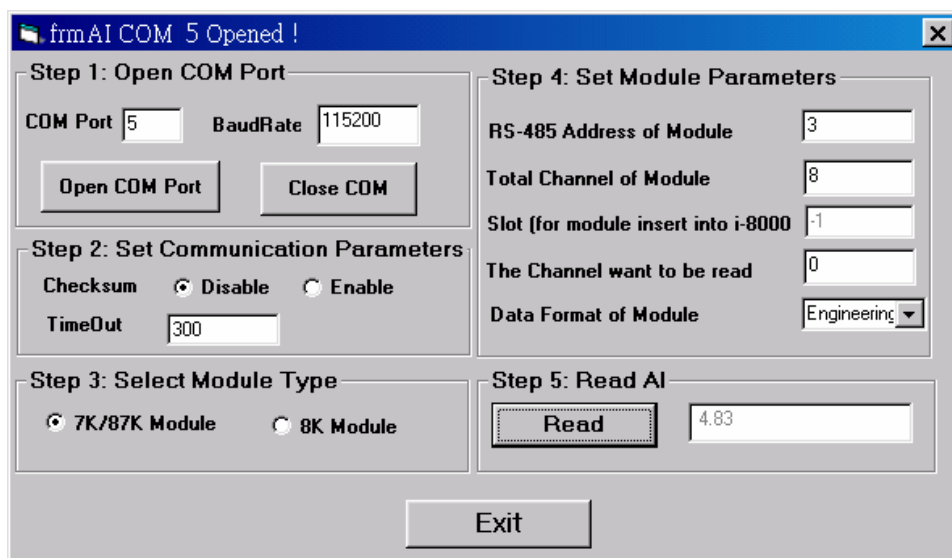 frmAI COM  5 Opened !
Step 1: Open COM Port
COM Port 5 BaudRate 115200
Open COM Port Close COM
Step 2: Set Communication Parameters
Checksum Disable Enable
TimeOut 300
Step 3: Select Module Type
7K/87K Module 8K Module
Step 4: Set Module Parameters
RS-485 Address of Module 3
Total Channel of Module 8
Slot (for module insert into i-8000 -1
The Channel want to be read 0
Data Format of Module Engineering
Step 5: Read AI
Read 4.83
Exit